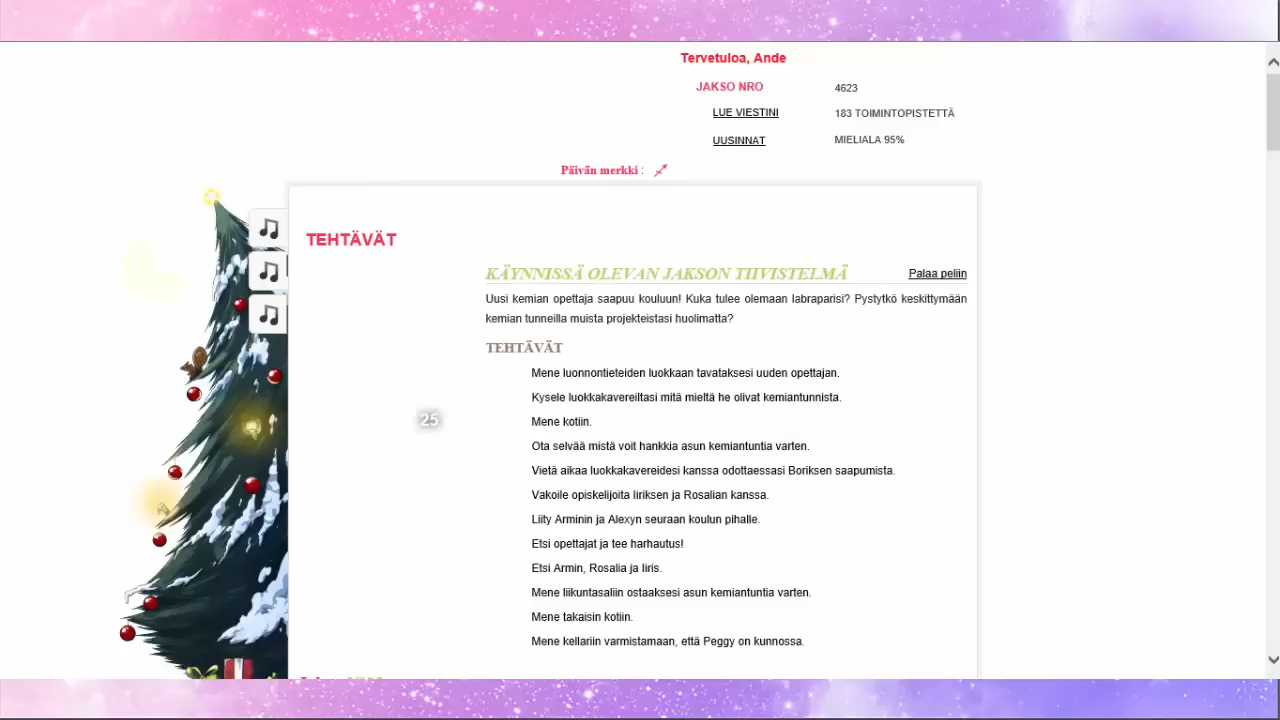 Tervetuloa, Ande
JAKSO NRO 4623
LUE VIESTINI 183 TOIMINTOPISTETTÄ
UUSINNAT MIELIALA 95%
Päivän merkki :
TEHTÄVÄT
KÄYNNISSÄ OLEVAN JAKSON TIIVISTELMÄ Palaa peliin
Uusi kemian opettaja saapuu kouluun! Kuka tulee olemaan labraparisi? Pystytkö keskittymään
kemian tunneilla muista projekteistasi huolimatta?
TEHTÄVÄT
Mene luonnontieteiden luokkaan tavataksesi uuden opettajan.
Kysele luokkakavereiltasi mitä mieltä he olivat kemiantunnista.
Mene kotiin.
25
Ota selvää mistä voit hankkia asun kemiantuntia varten.
Vietä aikaa luokkakavereidesi kanssa odottaessasi Boriksen saapumista.
Vakoile opiskelijoita Iiriksen ja Rosalian kanssa.
Liity Arminin ja Alexyn seuraan koulun pihalle.
Etsi opettajat ja tee harhautus!
Etsi Armin, Rosalia ja Iiris.
Mene liikuntasaliin ostaaksesi asun kemiantuntia varten.
Mene takaisin kotiin.
Mene kellariin varmistamaan, että Peggy on kunnossa.